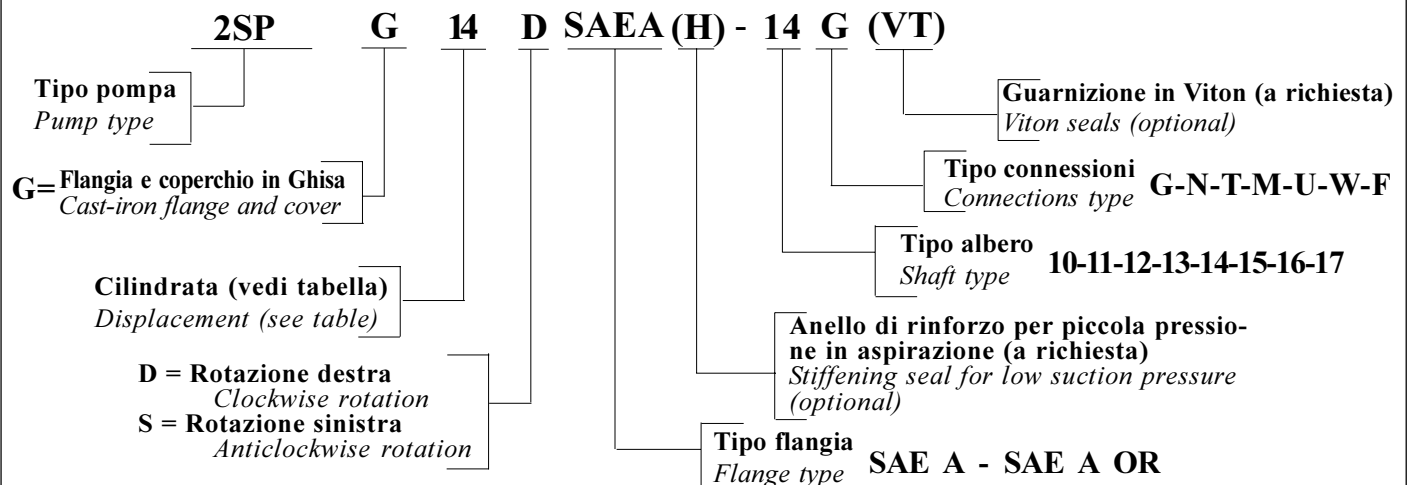 2SP G 14 D SAEA (H) - 14 G (VT)
Tipo pompa
Pump type
Guarnizione in Viton (a richiesta)
Viton seals (optional)
G= Flangia e coperchio in Ghisa
Cast-iron flange and cover
Tipo connessioni
Connections type G-N-T-M-U-W-F
Tipo albero
Shaft type 10-11-12-13-14-15-16-17
Cilindrata (vedi tabella)
Displacement (see table)
Anello di rinforzo per piccola pressio-
ne in aspirazione (a richiesta)
Stiffening seal for low suction pressure
(optional)
D = Rotazione destra
Clockwise rotation
S = Rotazione sinistra
Anticlockwise rotation
Tipo flangia
Flange type SAE A - SAE A OR